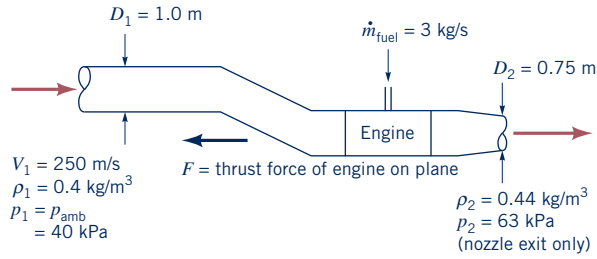 D₁ = 1.0 m
ṁfuel = 3 kg/s
D₂ = 0.75 m
Engine
F = thrust force of engine on plane
V₁ = 250 m/s
ρ₁ = 0.4 kg/m³
p₁ = pamb
= 40 kPa
ρ₂ = 0.44 kg/m³
p₂ = 63 kPa
(nozzle exit only)